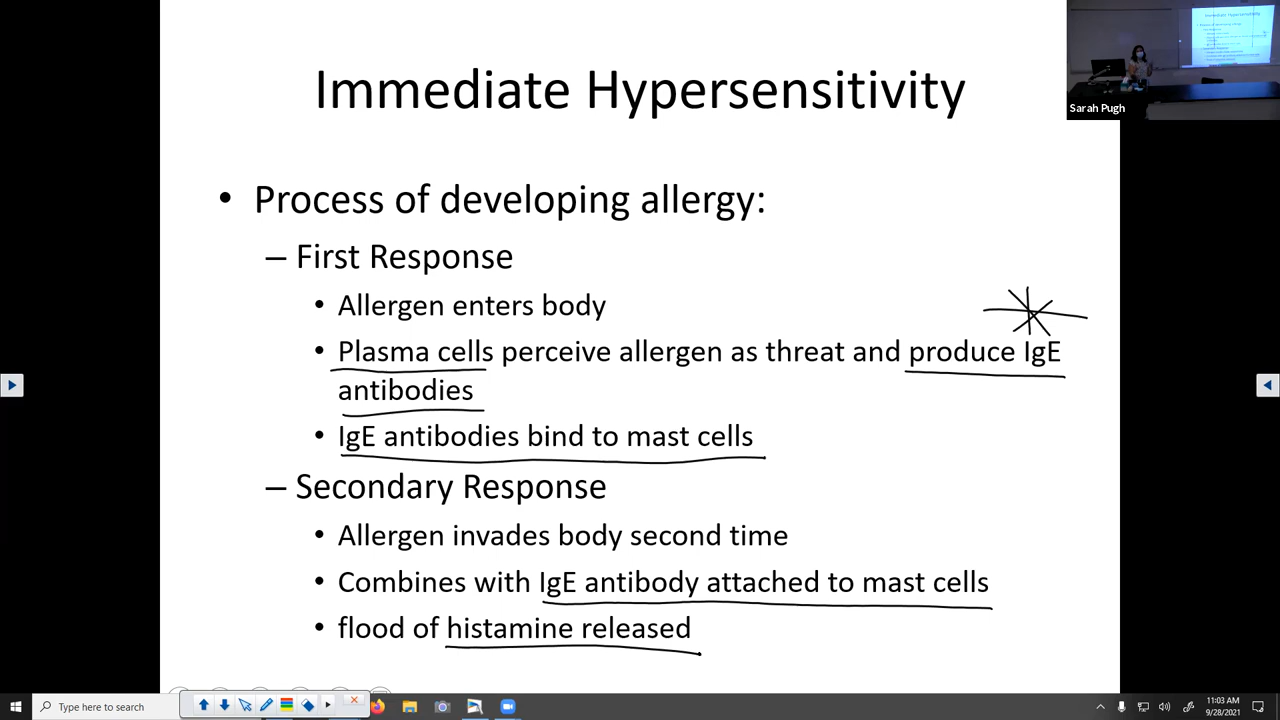 Immediate Hypersensitivity
Immediate Hypersensitivity
Sarah Pugh
• Process of developing allergy:
– First Response
• Allergen enters body
• Plasma cells perceive allergen as threat and produce IgE
antibodies
• IgE antibodies bind to mast cells
– Secondary Response
• Allergen invades body second time
• Combines with IgE antibody attached to mast cells
• flood of histamine released
Type here to search
11:03 AM
9/28/2021